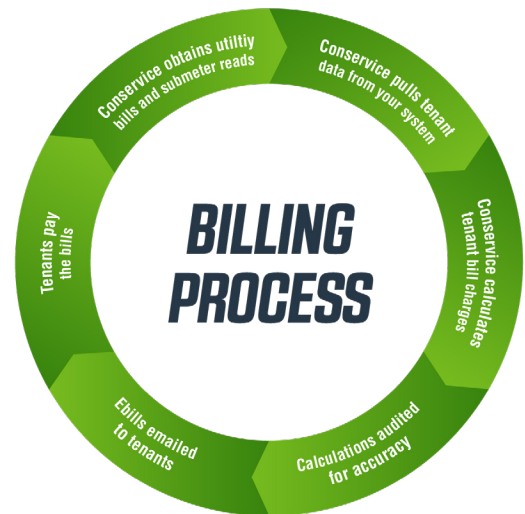 Conservice obtains utiltiy
bills and submeter reads
Conservice pulls tenant
data from your system
Conservice calculates
tenant bill charges
Calculations audited
for accuracy
Ebills emailed
to tenants
Tenants pay
the bills
BILLING
PROCESS